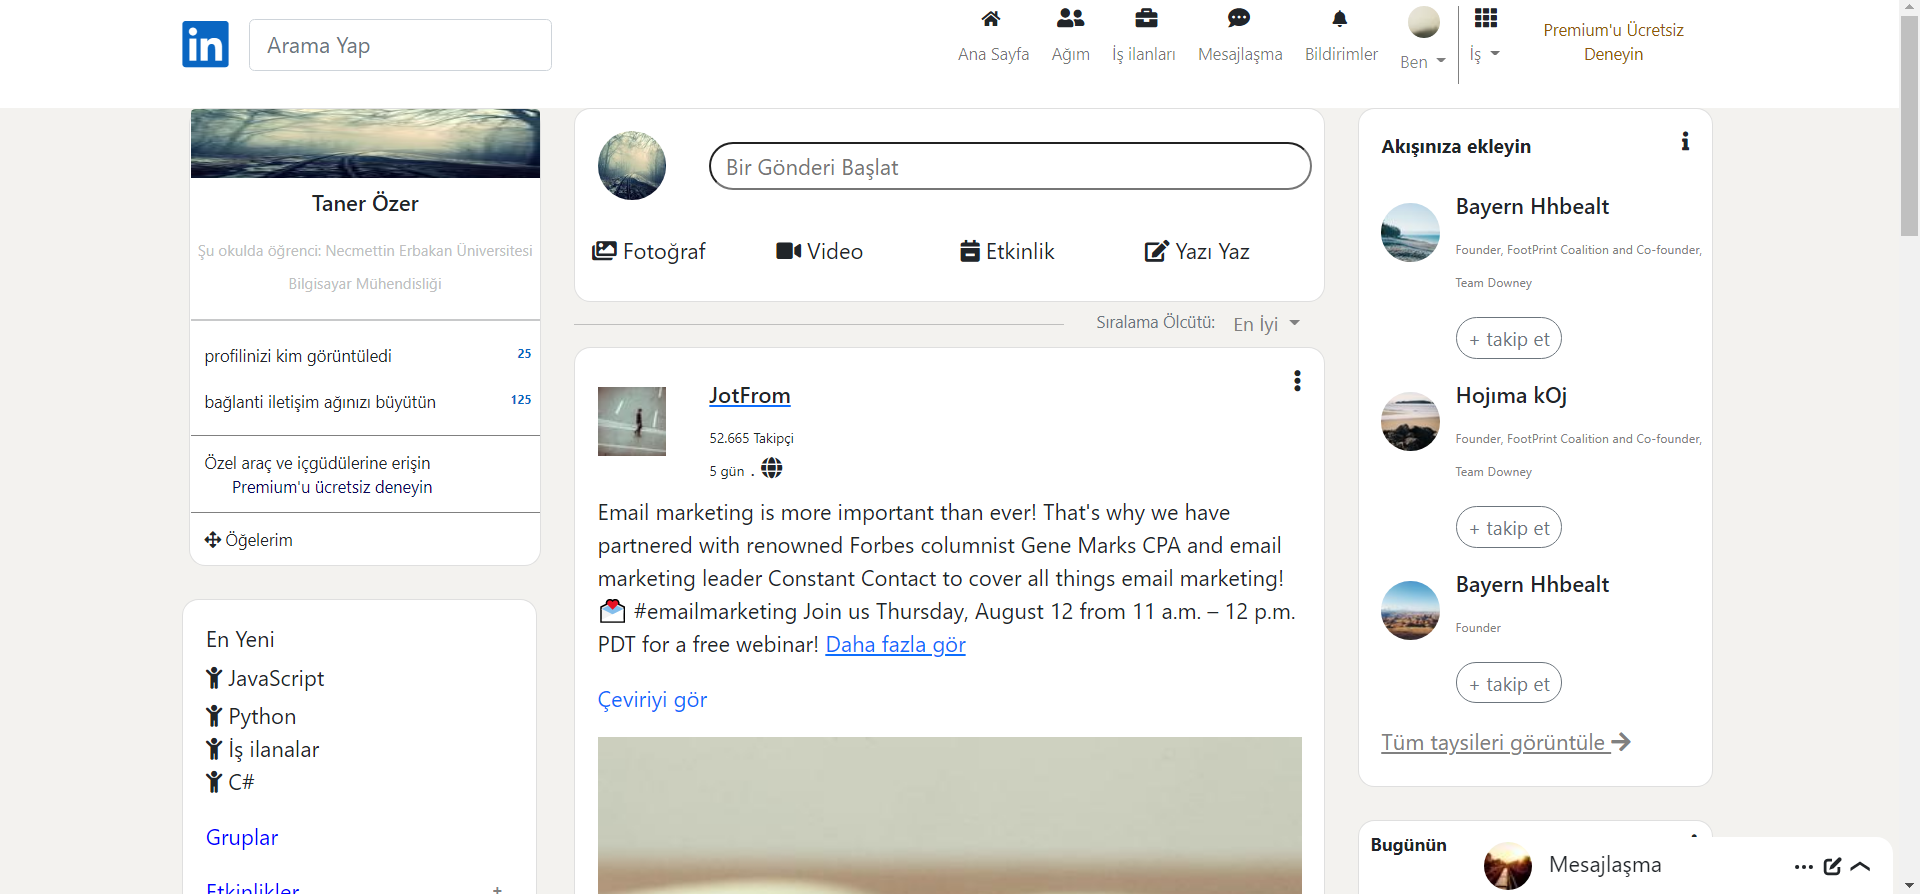 in
Arama Yap
Ana Sayfa
Ağım
İş ilanları
Mesajlaşma
Bildirimler
Ben
İş
Premium'u Ücretsiz
Deneyin
Taner Özer
Şu okulda öğrenci: Necmettin Erbakan Üniversitesi
Bilgisayar Mühendisliği
profilinizi kim görüntüledi 25
bağlanti iletişim ağınızı büyütün 125
Özel araç ve içgüdülerine erişin
Premium'u ücretsiz deneyin
Öğelerim
En Yeni
JavaScript
Python
İş ilanalar
C#
Gruplar
Etkinlikler +
Bir Gönderi Başlat
Fotoğraf
Video
Etkinlik
Yazı Yaz
Sıralama Ölcütü: En İyi
JotFrom
52.665 Takipçi
5 gün .
Email marketing is more important than ever! That's why we have
partnered with renowned Forbes columnist Gene Marks CPA and email
marketing leader Constant Contact to cover all things email marketing!
💌 #emailmarketing Join us Thursday, August 12 from 11 a.m. – 12 p.m.
PDT for a free webinar! Daha fazla gör
Çeviriyi gör
Akışınıza ekleyin
Bayern Hhbealt
Founder, FootPrint Coalition and Co-founder,
Team Downey
+ takip et
Hojıma kOj
Founder, FootPrint Coalition and Co-founder,
Team Downey
+ takip et
Bayern Hhbealt
Founder
+ takip et
Tüm taysileri görüntüle
Bugünün
Mesajlaşma